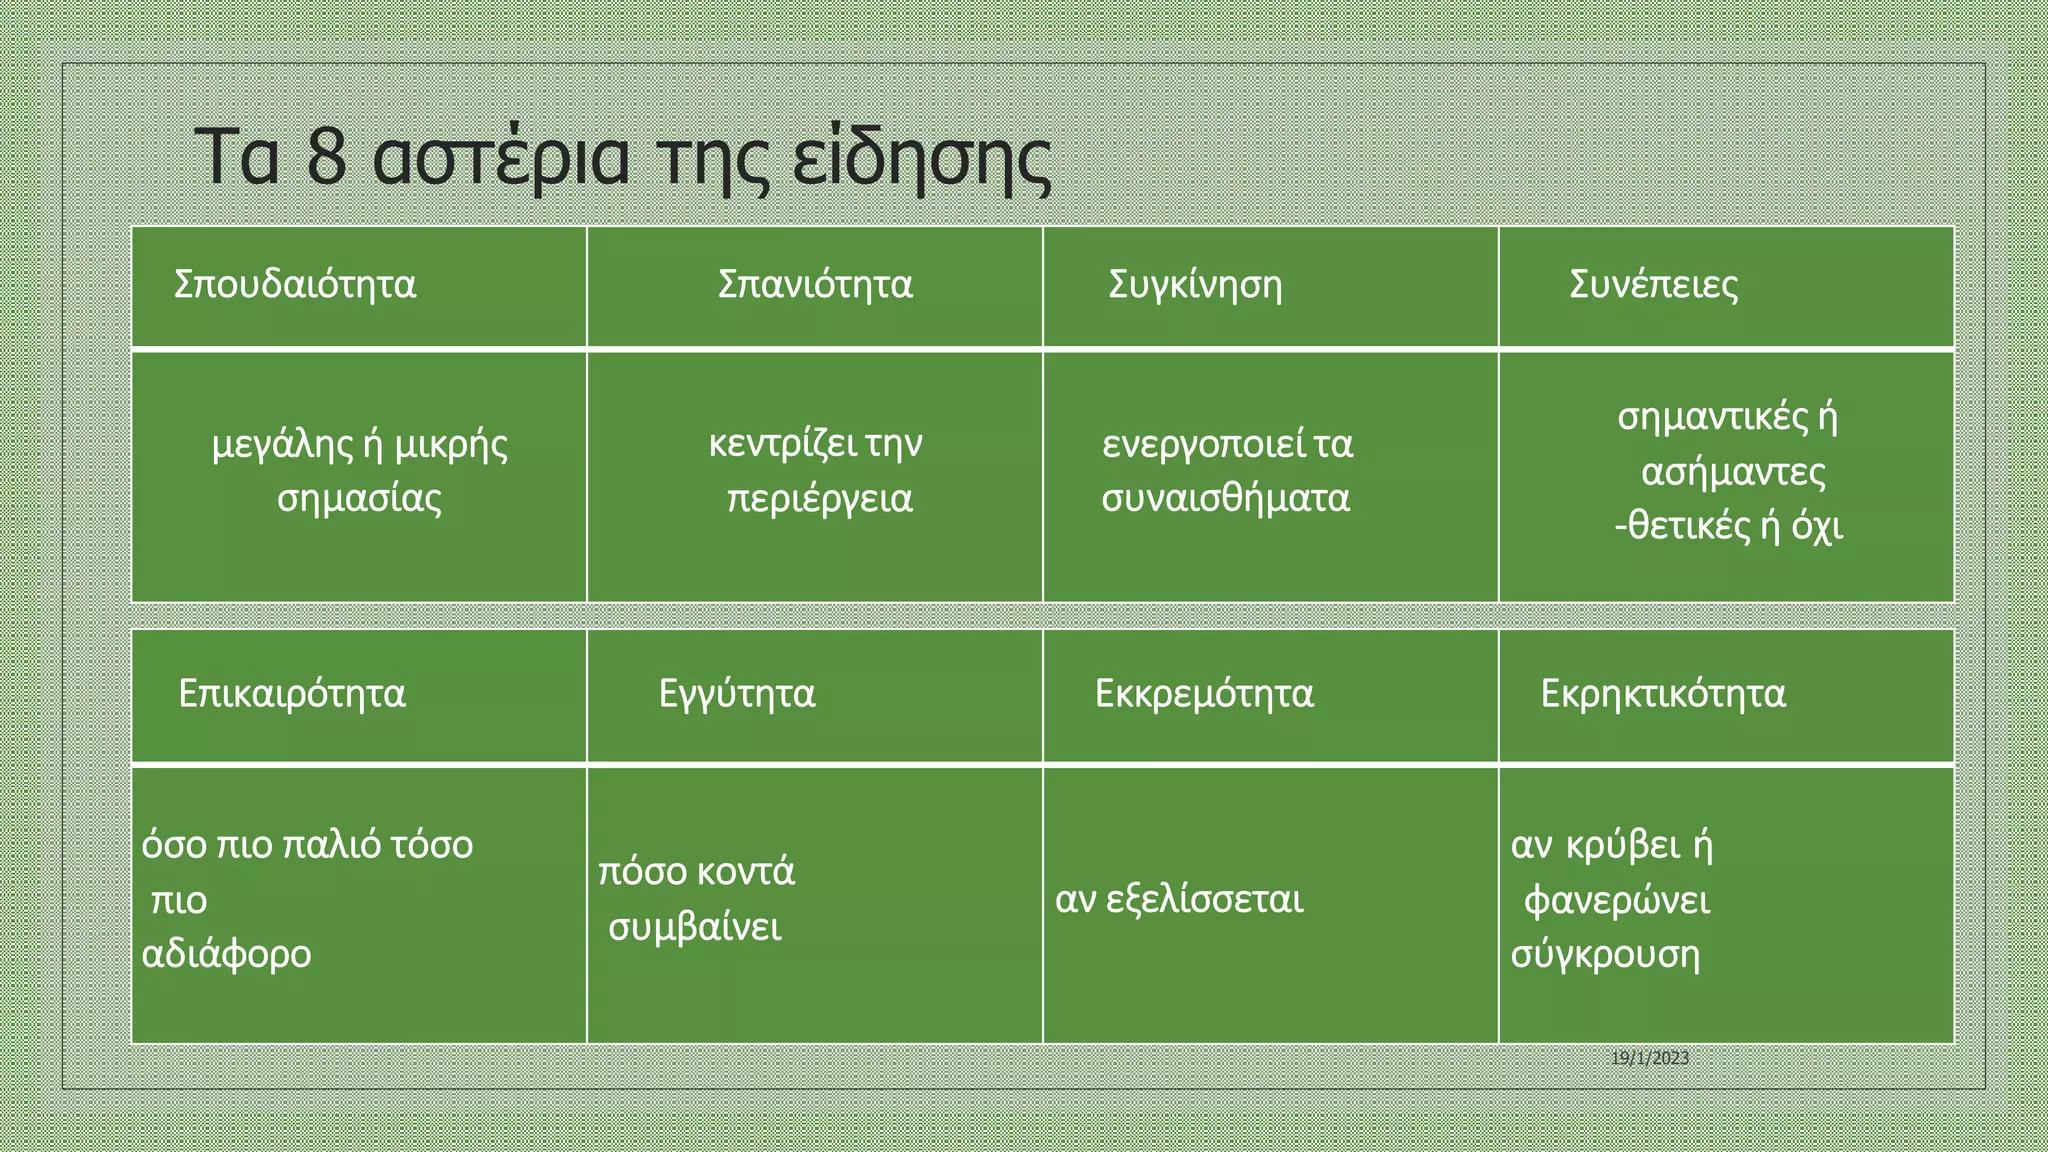 Τα 8 αστέρια της είδησης
Σπουδαιότητα
Σπανιότητα
Συγκίνηση
Συνέπειες
μεγάλης ή μικρής
σημασίας
κεντρίζει την
περιέργεια
ενεργοποιεί τα
συναισθήματα
σημαντικές ή
ασήμαντες
-θετικές ή όχι
Επικαιρότητα
Εγγύτητα
Εκκρεμότητα
Εκρηκτικότητα
όσο πιο παλιό τόσο
πιο
αδιάφορο
πόσο κοντά
συμβαίνει
αν εξελίσσεται
αν κρύβει ή
φανερώνει
σύγκρουση
19/1/2023